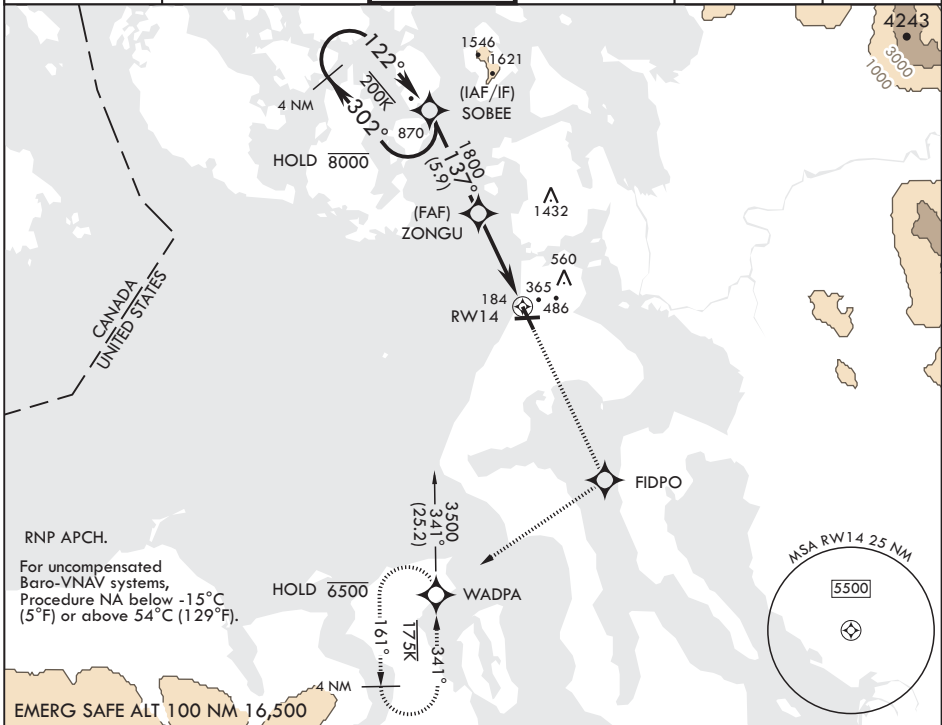 4243
3000
1000
1546
1621
122°
200K
4 NM
302°
870
(IAF/IF)
SOBEE
HOLD 8000
1800
137°
(5.9)
(FAF)
ZONGU
1432
560
184
365
486
RW14
CANADA
UNITED STATES
FIDPO
3500
341°
(25.2)
RNP APCH.
For uncompensated
Baro-VNAV systems,
Procedure NA below -15°C
(5°F) or above 54°C (129°F).
HOLD 6500
WADPA
161°
175K
341°
4 NM
MSA RW14 25 NM
5500
EMERG SAFE ALT 100 NM 16,500